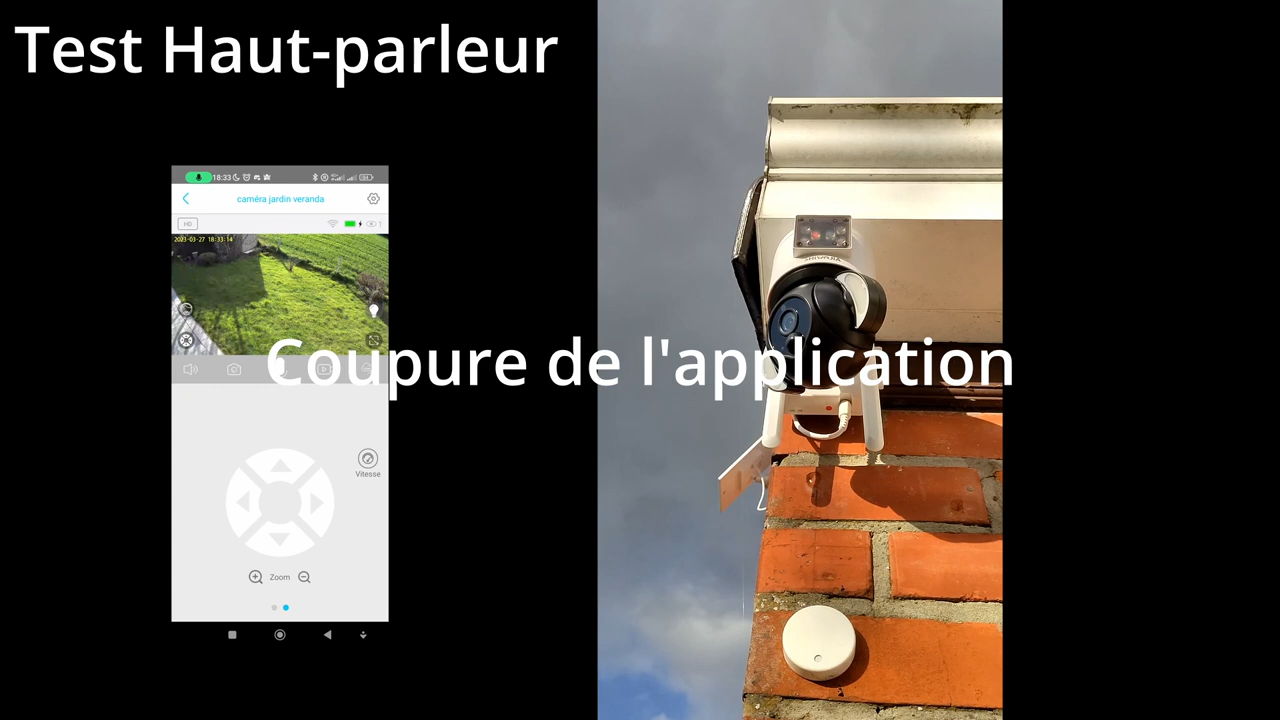 Test Haut-parleur
18:33
caméra jardin veranda
HD
2023-03-27 18:33:14
Coupure de l'application
Vitesse
Zoom